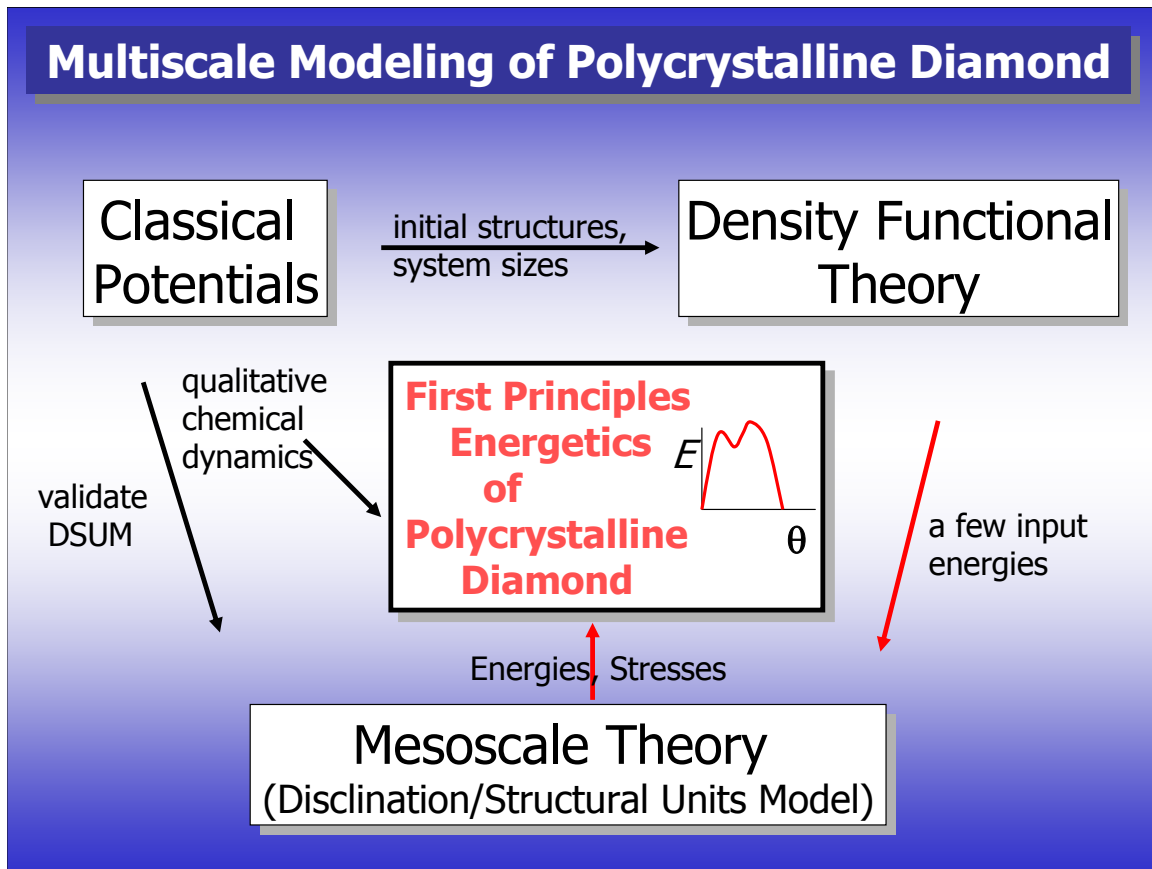 Multiscale Modeling of Polycrystalline Diamond
Classical
Potentials
initial structures,
system sizes
Density Functional
Theory
qualitative
chemical
dynamics
validate
DSUM
First Principles
Energetics
of
Polycrystalline
Diamond
E
θ
a few input
energies
Energies, Stresses
Mesoscale Theory
(Disclination/Structural Units Model)